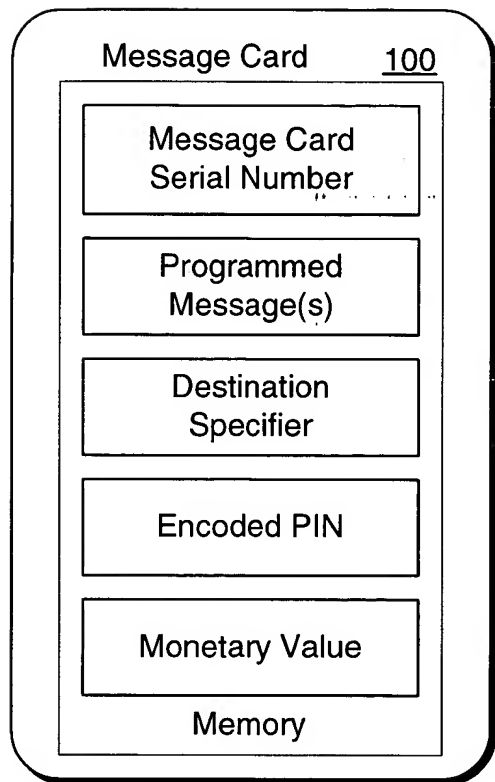 Message Card 100
Message Card
Serial Number
Programmed
Message(s)
Destination
Specifier
Encoded PIN
Monetary Value
Memory